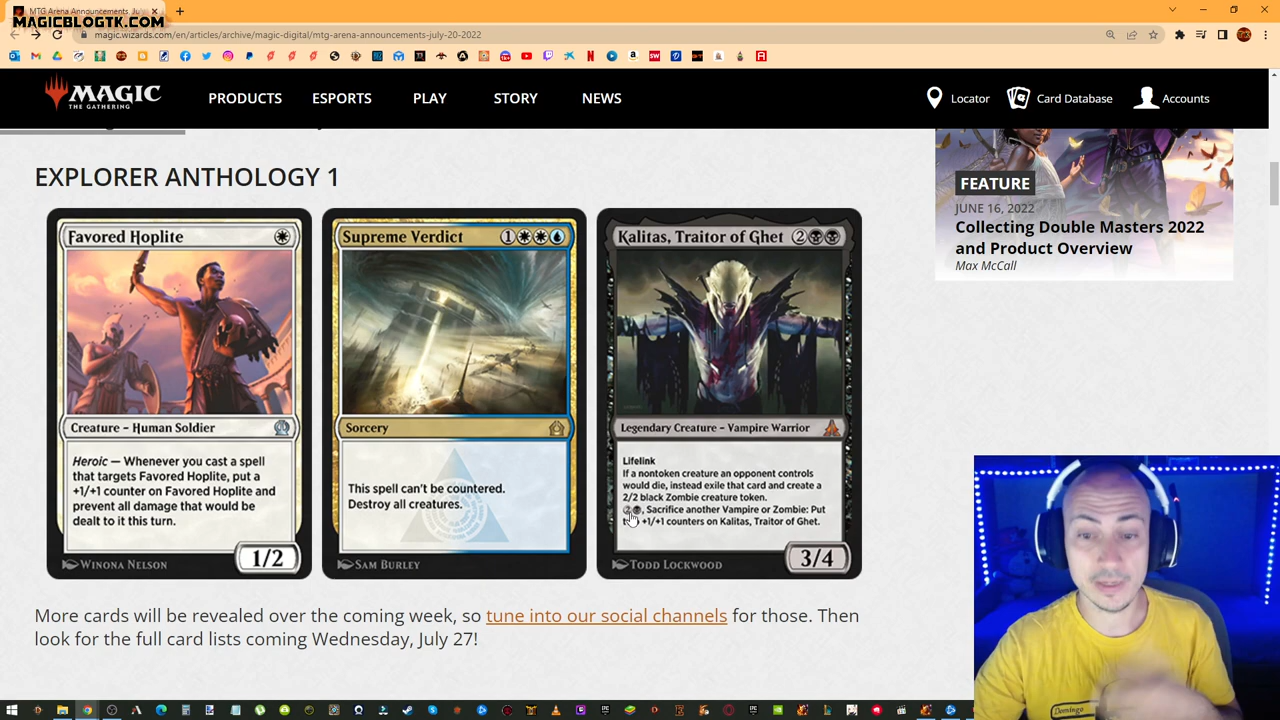 MTG Arena Announcements, July
MAGICBLOGTK.COM
magic.wizards.com/en/articles/archive/magic-digital/mtg-arena-announcements-july-20-2022
MAGIC
THE GATHERING
PRODUCTS ESPORTS PLAY STORY NEWS
Locator Card Database Accounts
FEATURE
JUNE 16, 2022
Collecting Double Masters 2022
and Product Overview
Max McCall
EXPLORER ANTHOLOGY 1
Favored Hoplite
Creature – Human Soldier
Heroic — Whenever you cast a spell
that targets Favored Hoplite, put a
+1/+1 counter on Favored Hoplite and
prevent all damage that would be
dealt to it this turn.
1/2
WINONA NELSON
Supreme Verdict 1
Sorcery
This spell can't be countered.
Destroy all creatures.
SAM BURLEY
Kalitas, Traitor of Ghet 2
Legendary Creature – Vampire Warrior
Lifelink
If a nontoken creature an opponent controls
would die, instead exile that card and create a
2/2 black Zombie creature token.
2, Sacrifice another Vampire or Zombie: Put
+1/+1 counters on Kalitas, Traitor of Ghet.
3/4
TODD LOCKWOOD
More cards will be revealed over the coming week, so tune into our social channels for those. Then
look for the full card lists coming Wednesday, July 27!
Domingo